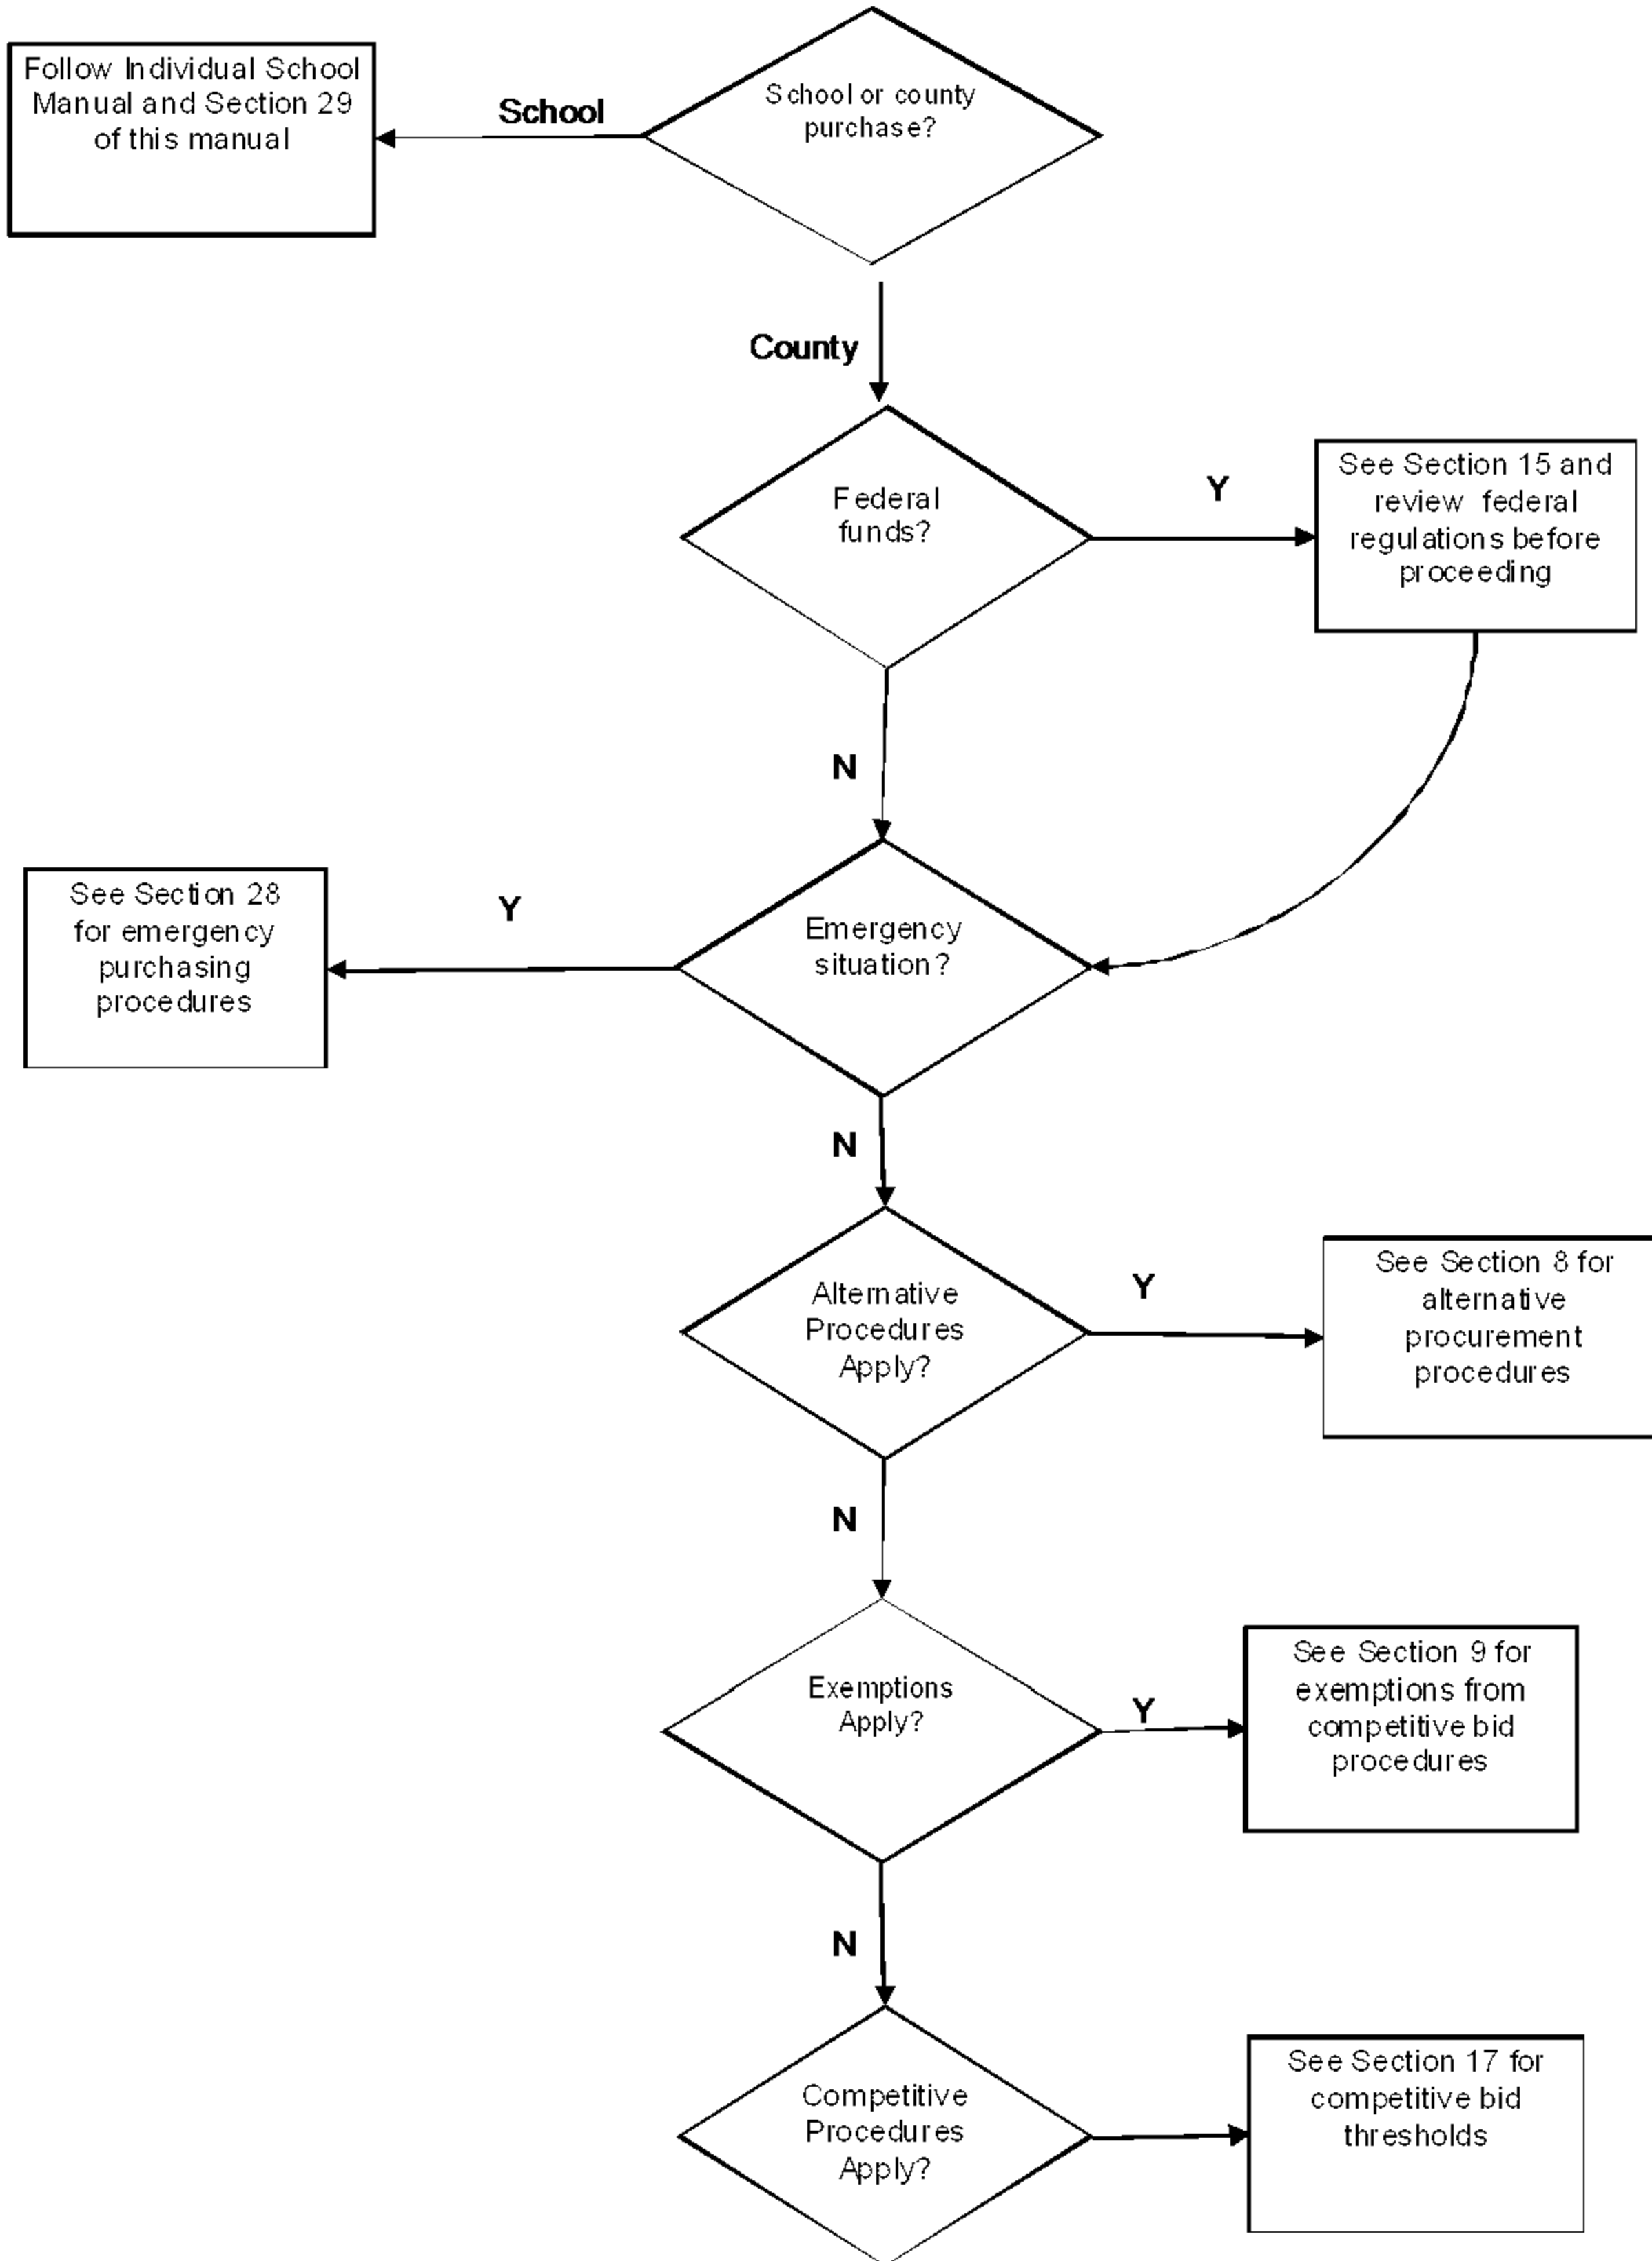 Follow Individual School
Manual and Section 29
of this manual
School
School or county
purchase?
County
Federal
funds?
Y
See Section 15 and
review federal
regulations before
proceeding
N
See Section 28
for emergency
purchasing
procedures
Y
Emergency
situation?
N
Alternative
Procedures
Apply?
Y
See Section 8 for
alternative
procurement
procedures
N
Exemptions
Apply?
Y
See Section 9 for
exemptions from
competitive bid
procedures
N
Competitive
Procedures
Apply?
See Section 17 for
competitive bid
thresholds